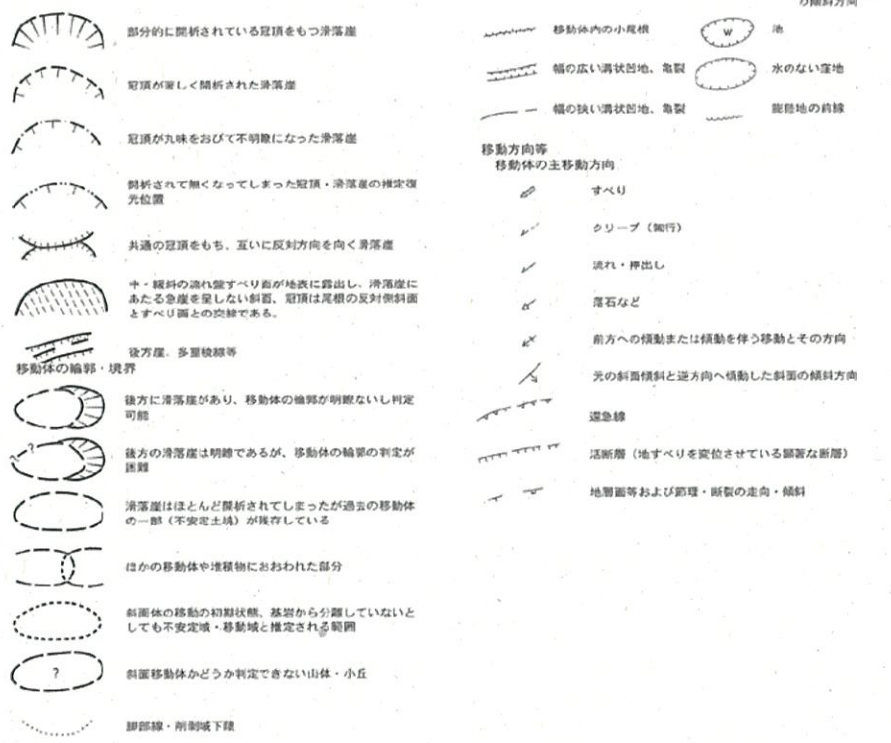 部分的に開析されている冠頂をもつ滑落崖
冠頂が著しく開析された滑落崖
冠頂が丸味をおびて不明瞭になった滑落崖
開析されて無くなってしまった冠頂・滑落崖の推定復
元位置
共通の冠頂をもち、互いに反対方向を向く滑落崖
中・緩斜の流れ盤すべり面が地表に露出し、滑落崖に
あたる急崖を呈しない斜面、冠頂は尾根の反対側斜面
とすべり面との交線である。
後方崖、多重稜線等
移動体の輪郭・境界
後方に滑落崖があり、移動体の輪郭が明瞭ないし判定
可能
後方の滑落崖は明瞭であるが、移動体の輪郭の判定が
困難
?
滑落崖はほとんど開析されてしまったが過去の移動体
の一部（不安定土塊）が残存している
ほかの移動体や堆積物におおわれた部分
斜面体の移動の初期状態、基岩から分離していないと
しても不安定域・移動域と推定される範囲
?
斜面移動体かどうか判定できない山体・小丘
脚部線・削剥域下限
の傾斜方向
移動体内の小尾根
W
池
幅の広い溝状凹地、亀裂
水のない窪地
幅の狭い溝状凹地、亀裂
膨隆地の前線
移動方向等
移動体の主移動方向
すべり
クリープ（匍行）
流れ・押出し
落石など
前方への傾動または傾動を伴う移動とその方向
元の斜面傾斜と逆方向へ傾動した斜面の傾斜方向
遷急線
活断層（地すべりを変位させている顕著な断層）
地層面等および節理・断裂の走向・傾斜